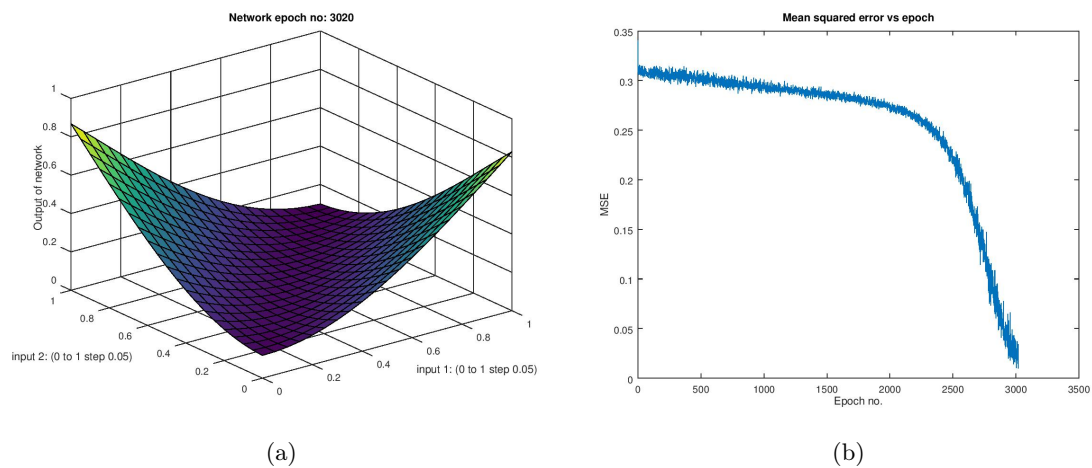 Network epoch no: 3020
1
0.8
0.6
0.4
0.2
0
Output of network
1
0.8
0.6
0.4
0.2
0
input 2: (0 to 1 step 0.05)
0
0.2
0.4
0.6
0.8
1
input 1: (0 to 1 step 0.05)
(a)
Mean squared error vs epoch
0.35
0.3
0.25
0.2
0.15
0.1
0.05
0
MSE
0 500 1000 1500 2000 2500 3000 3500
Epoch no.
(b)